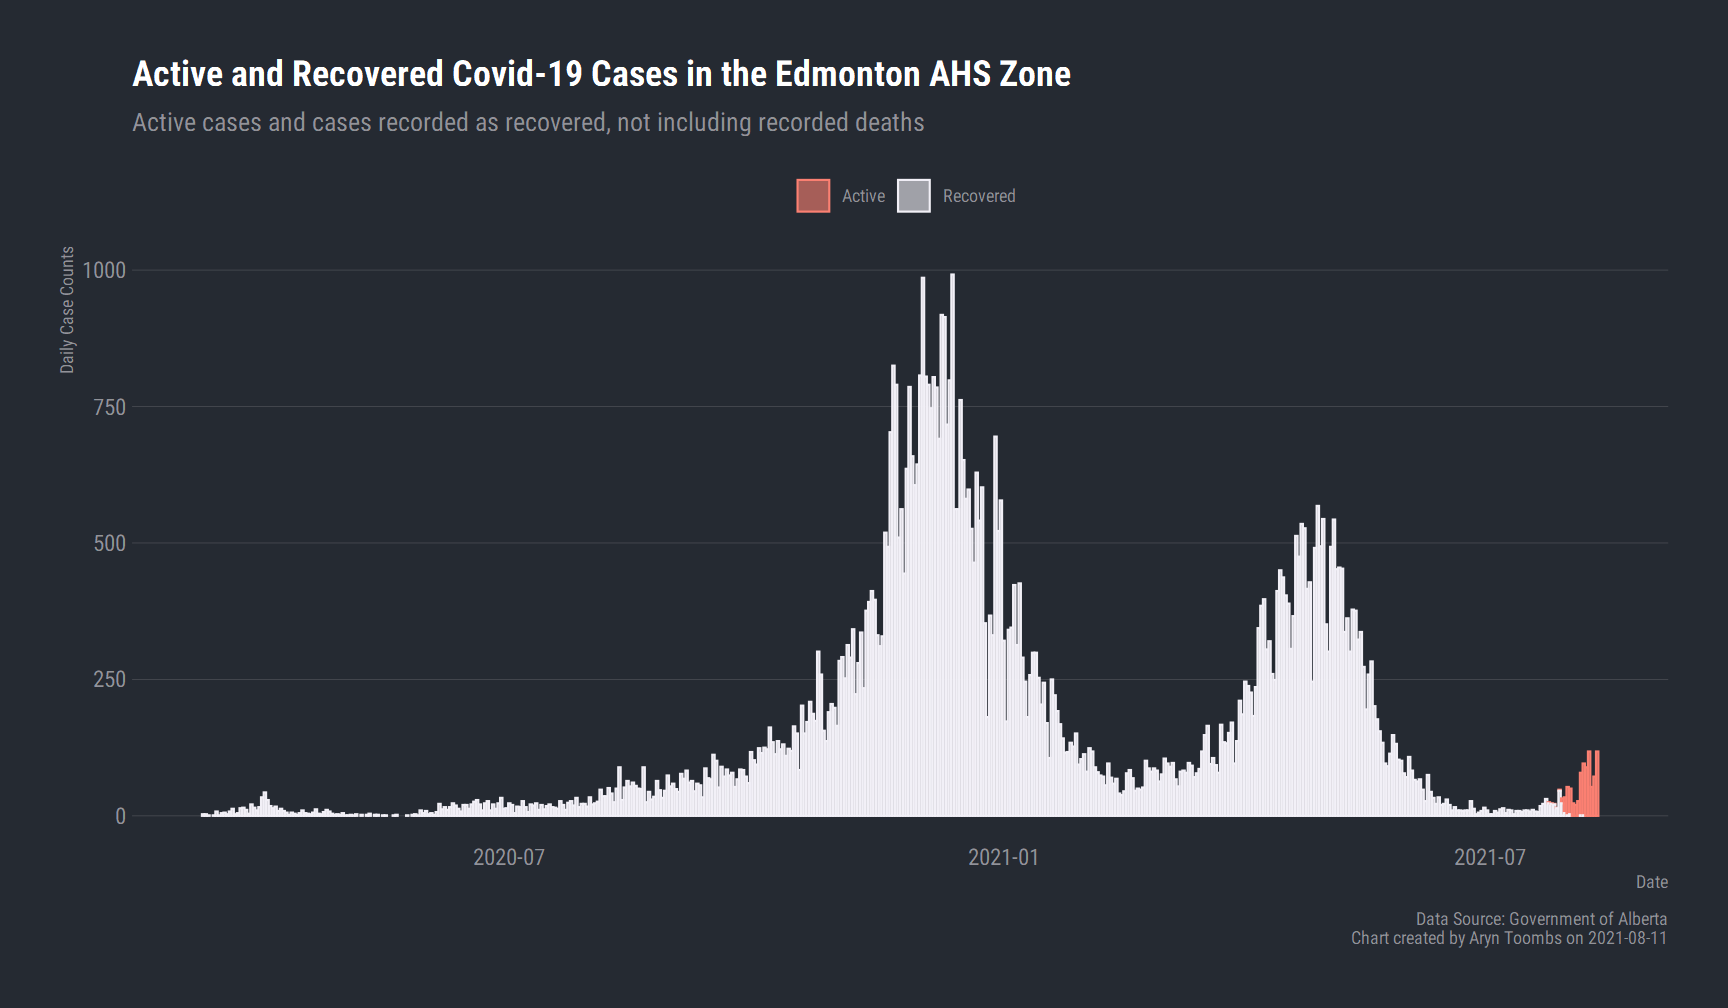 Active and Recovered Covid-19 Cases in the Edmonton AHS Zone
Active cases and cases recorded as recovered, not including recorded deaths
Active
Recovered
Daily Case Counts
1000
750
500
250
0
2020-07
2021-01
2021-07
Date
Data Source: Government of Alberta
Chart created by Aryn Toombs on 2021-08-11